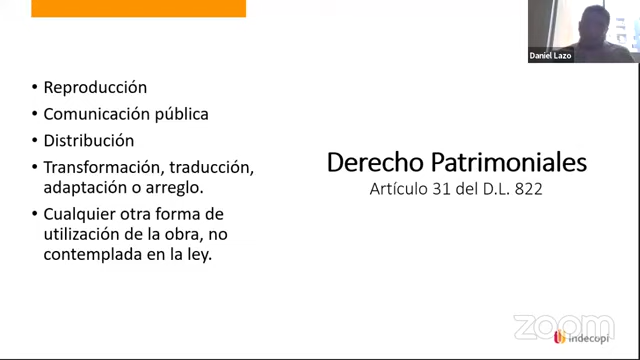 Daniel Lazo
• Reproducción
• Comunicación pública
• Distribución
• Transformación, traducción,
adaptación o arreglo.
• Cualquier otra forma de
utilización de la obra, no
contemplada en la ley.
Derecho Patrimoniales
Artículo 31 del D.L. 822
zoom
indecopi